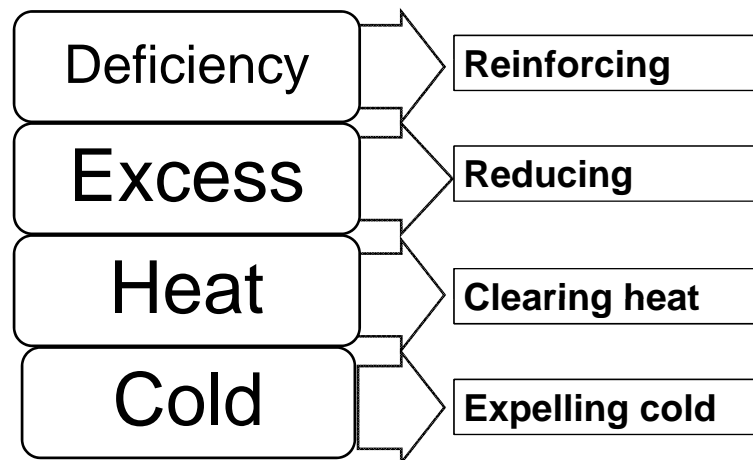 Deficiency
Reinforcing
Excess
Reducing
Heat
Clearing heat
Cold
Expelling cold